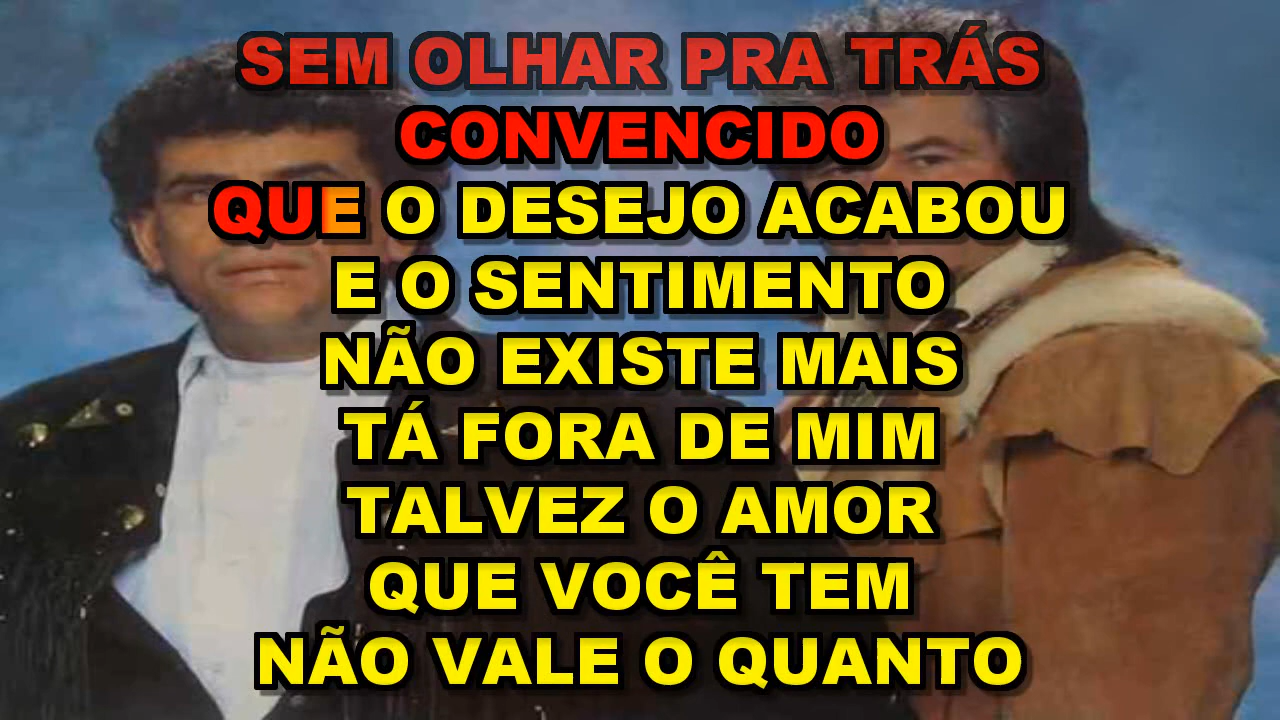 SEM OLHAR PRA TRÁS
CONVENCIDO
QUE O DESEJO ACABOU
E O SENTIMENTO
NÃO EXISTE MAIS
TÁ FORA DE MIM
TALVEZ O AMOR
QUE VOCÊ TEM
NÃO VALE O QUANTO